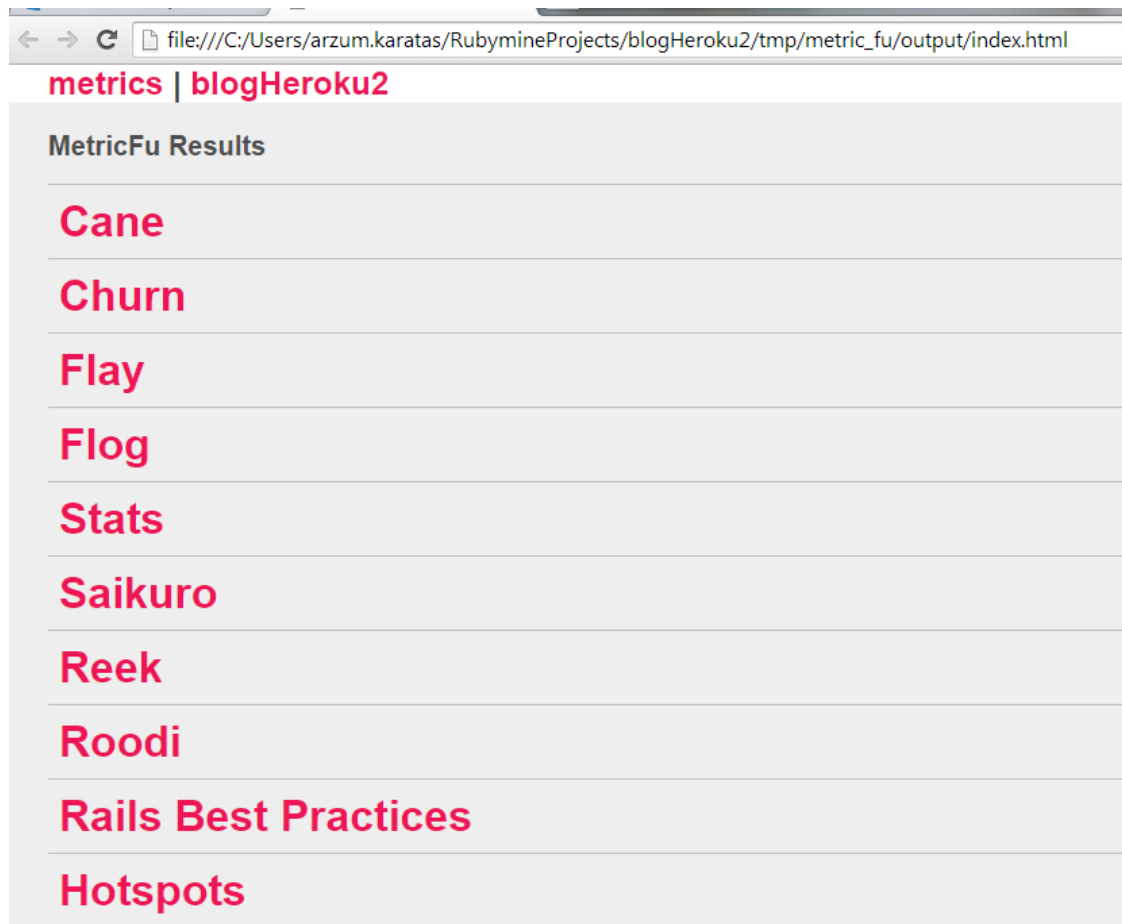 file:///C:/Users/arzum.karatas/RubymineProjects/blogHeroku2/tmp/metric_fu/output/index.html
metrics | blogHeroku2
MetricFu Results
Cane
Churn
Flay
Flog
Stats
Saikuro
Reek
Roodi
Rails Best Practices
Hotspots